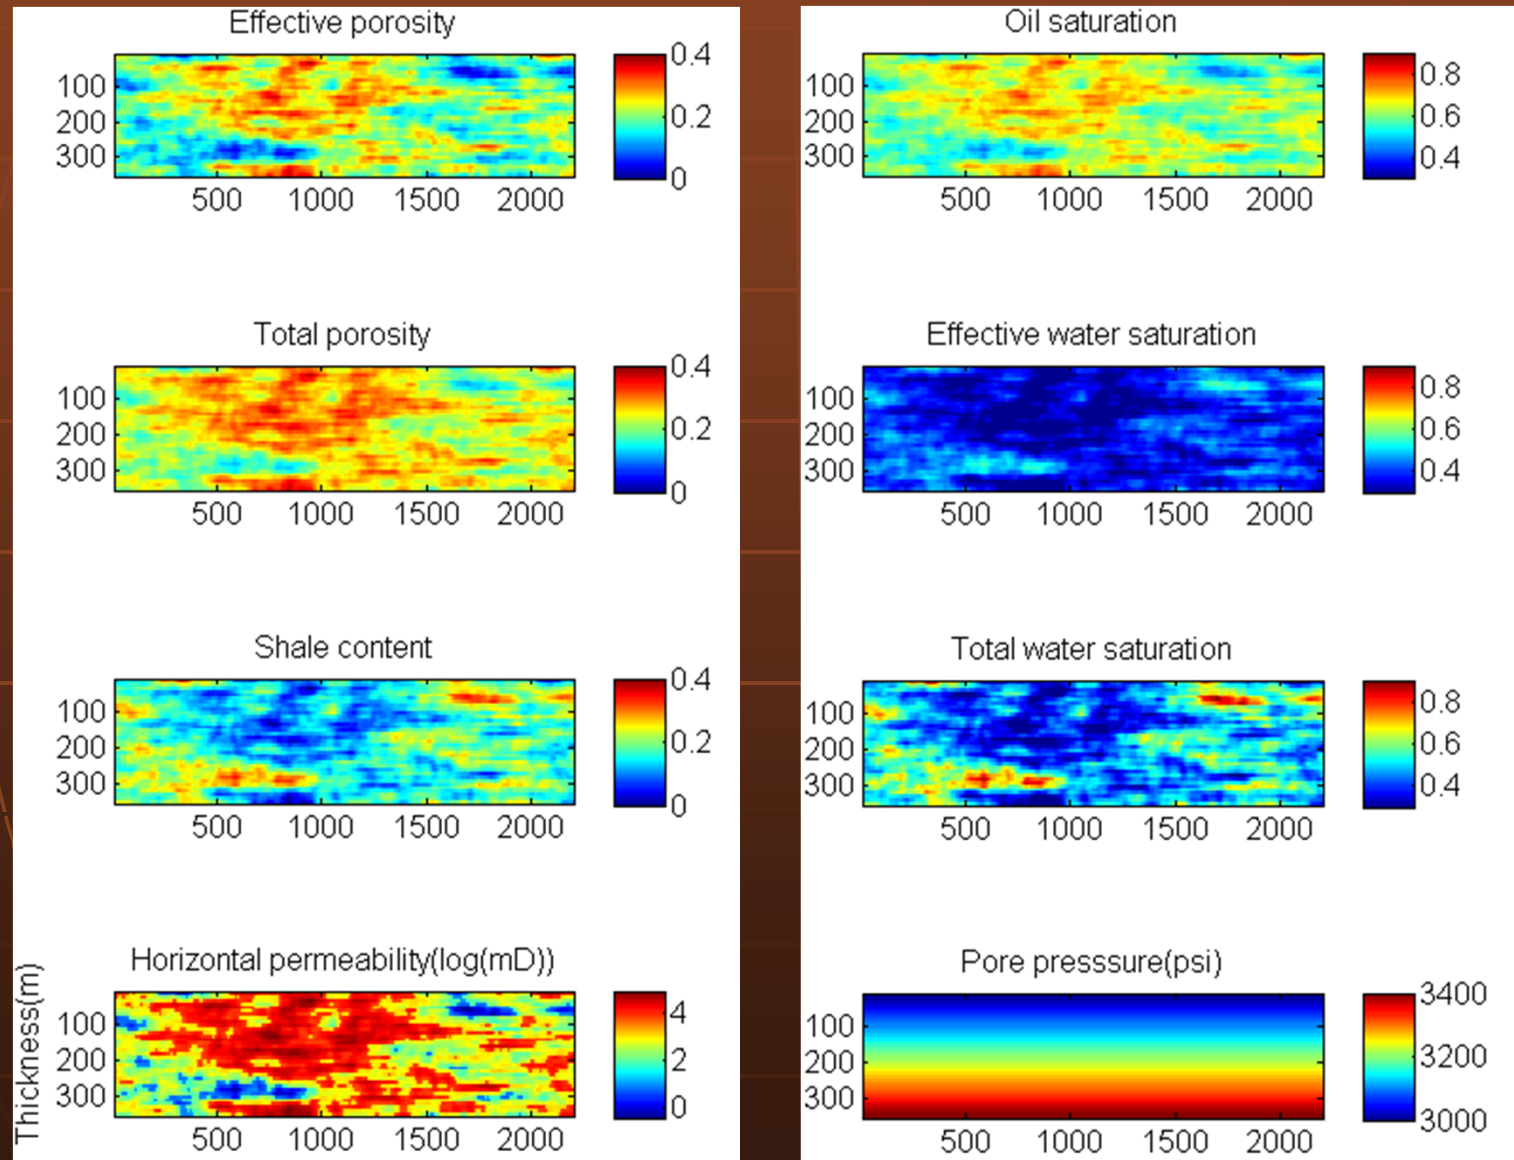 Effective porosity
0.4
100
200
0.2
300
0
500 1000 1500 2000
Total porosity
0.4
100
200
0.2
300
0
500 1000 1500 2000
Shale content
0.4
100
200
0.2
300
0
500 1000 1500 2000
Thickness(m)
Horizontal permeability(log(mD))
4
100
200
2
300
0
500 1000 1500 2000
Oil saturation
0.8
100
200
0.6
300
0.4
500 1000 1500 2000
Effective water saturation
0.8
100
200
0.6
300
0.4
500 1000 1500 2000
Total water saturation
0.8
100
200
0.6
300
0.4
500 1000 1500 2000
Pore presssure(psi)
3400
100
200
3200
300
3000
500 1000 1500 2000